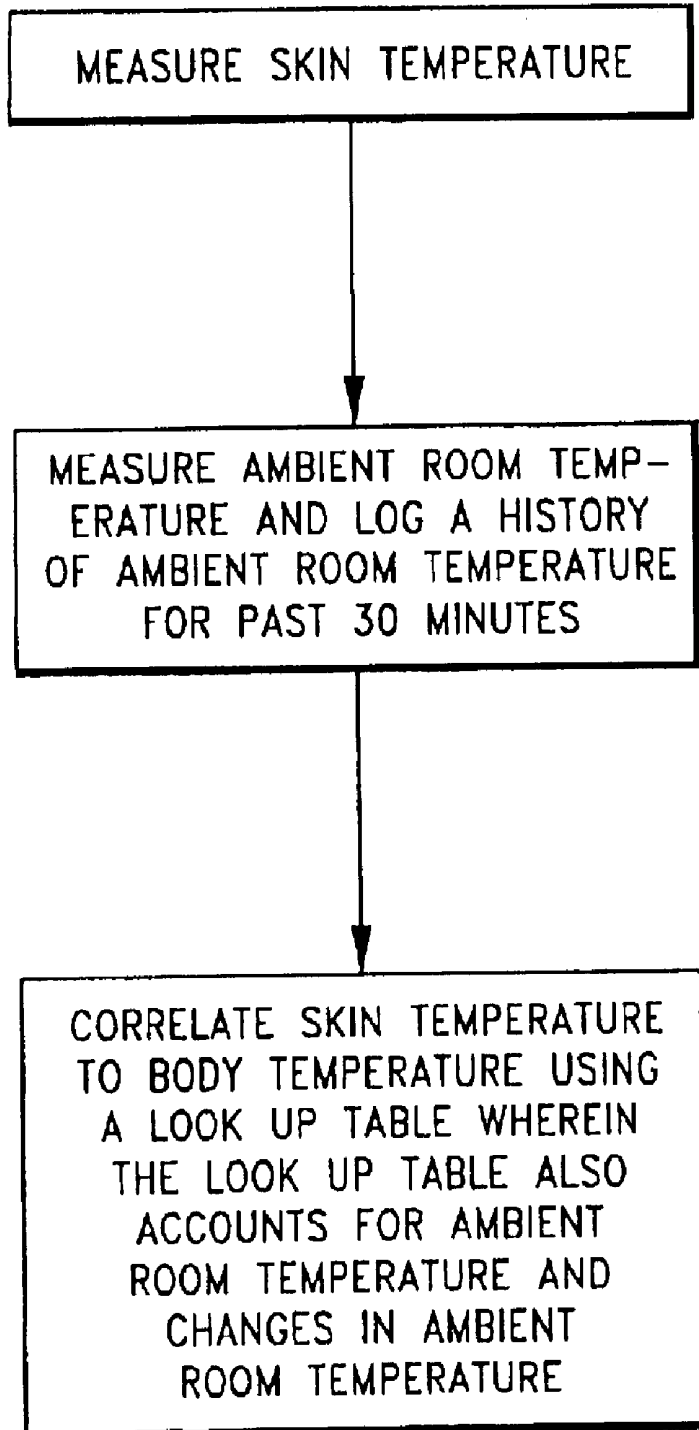 MEASURE SKIN TEMPERATURE
MEASURE AMBIENT ROOM TEMP-
ERATURE AND LOG A HISTORY
OF AMBIENT ROOM TEMPERATURE
FOR PAST 30 MINUTES
CORRELATE SKIN TEMPERATURE
TO BODY TEMPERATURE USING
A LOOK UP TABLE WHEREIN
THE LOOK UP TABLE ALSO
ACCOUNTS FOR AMBIENT
ROOM TEMPERATURE AND
CHANGES IN AMBIENT
ROOM TEMPERATURE